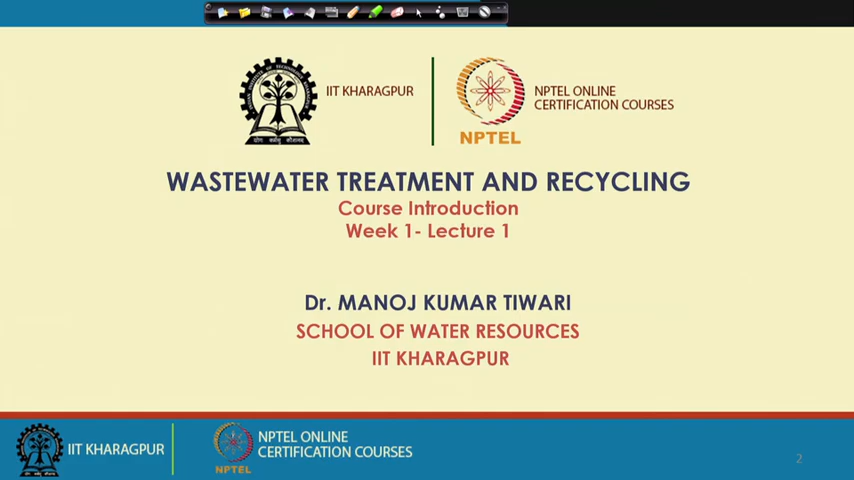 IIT KHARAGPUR
NPTEL ONLINE
CERTIFICATION COURSES
NPTEL
WASTEWATER TREATMENT AND RECYCLING
Course Introduction
Week 1- Lecture 1
Dr. MANOJ KUMAR TIWARI
SCHOOL OF WATER RESOURCES
IIT KHARAGPUR
IIT KHARAGPUR
NPTEL ONLINE
CERTIFICATION COURSES
NPTEL
2